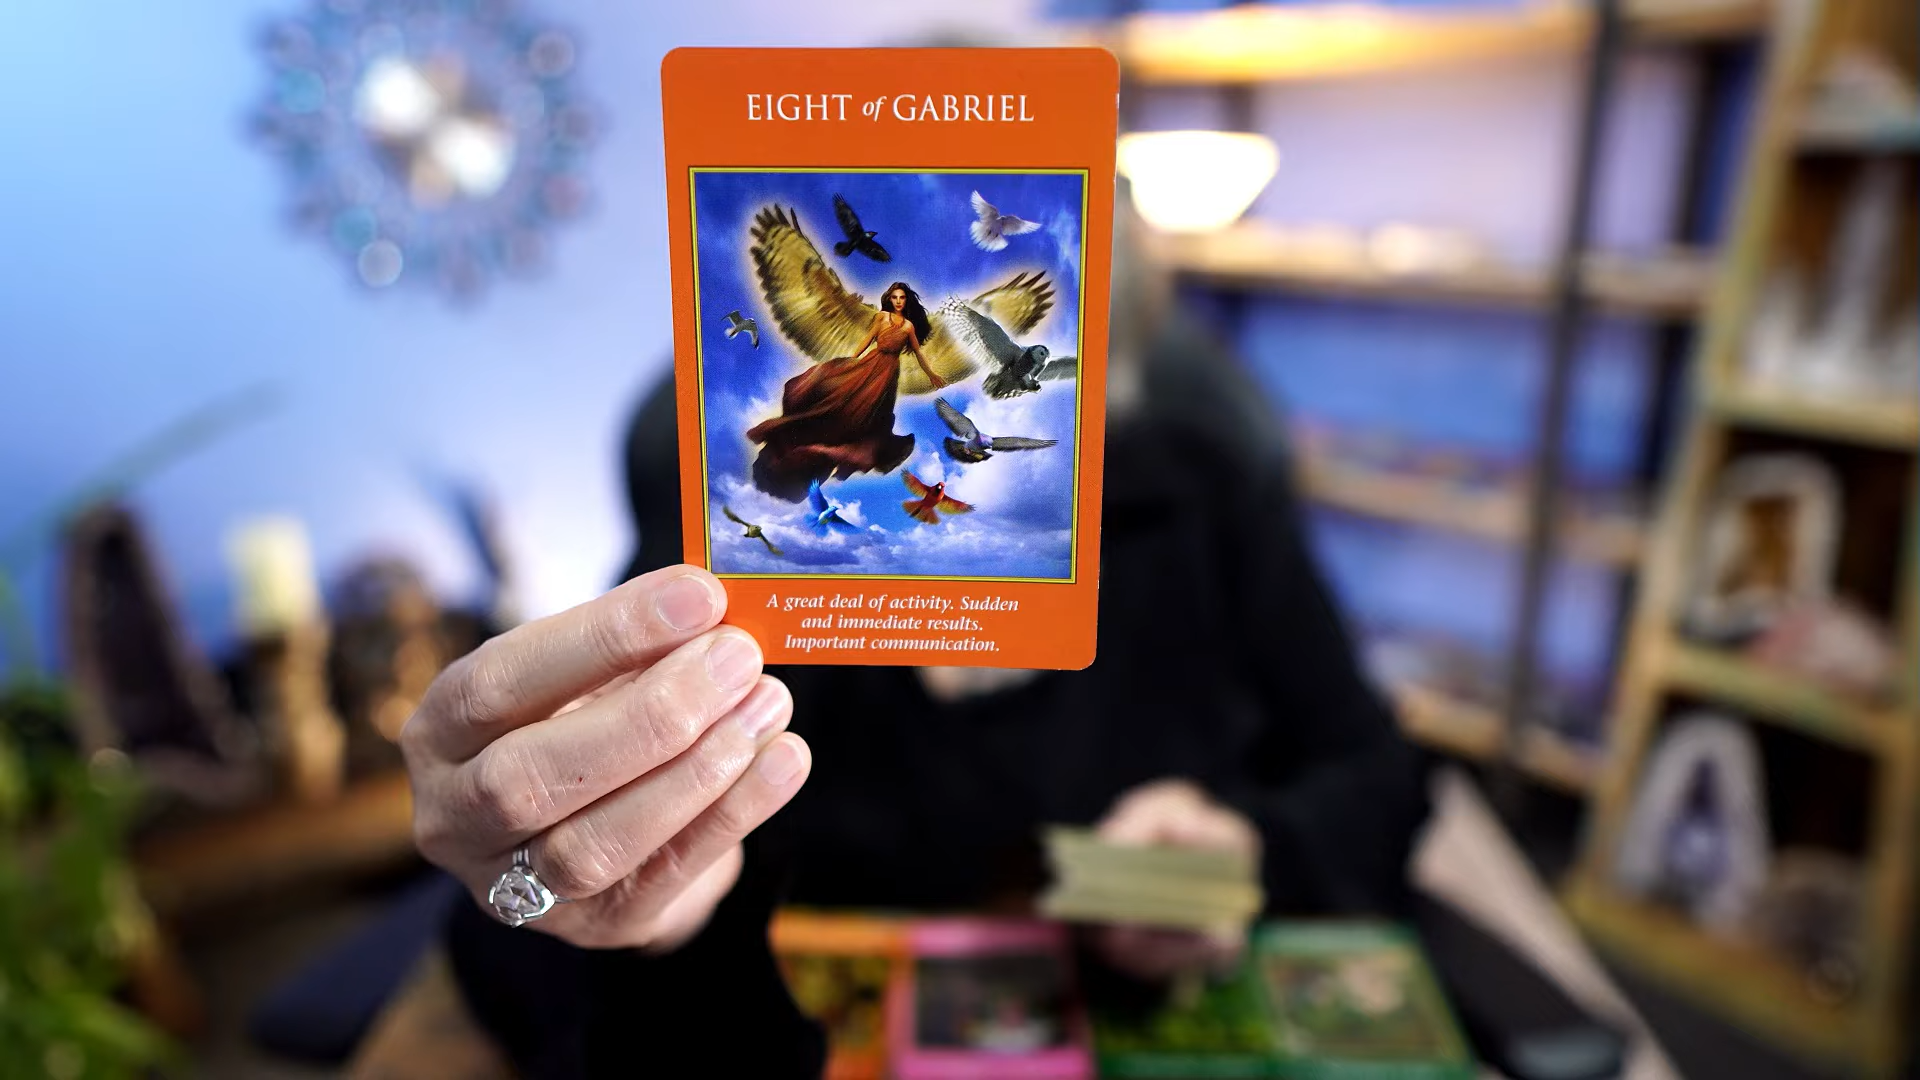 EIGHT of GABRIEL
A great deal of activity. Sudden
and immediate results.
Important communication.